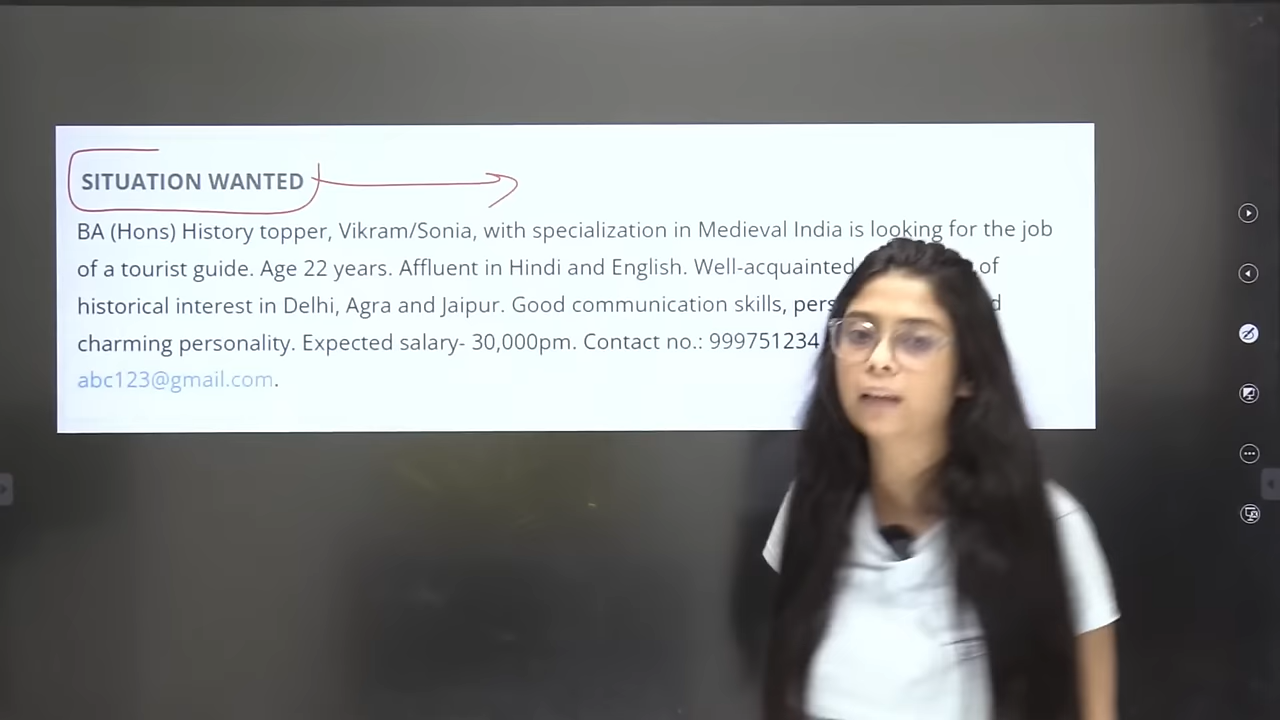 SITUATION WANTED
BA (Hons) History topper, Vikram/Sonia, with specialization in Medieval India is looking for the job
of a tourist guide. Age 22 years. Affluent in Hindi and English. Well-acquainted of
historical interest in Delhi, Agra and Jaipur. Good communication skills,
charming personality. Expected salary- 30,000pm. Contact no.: 999751234
abc123@gmail.com.